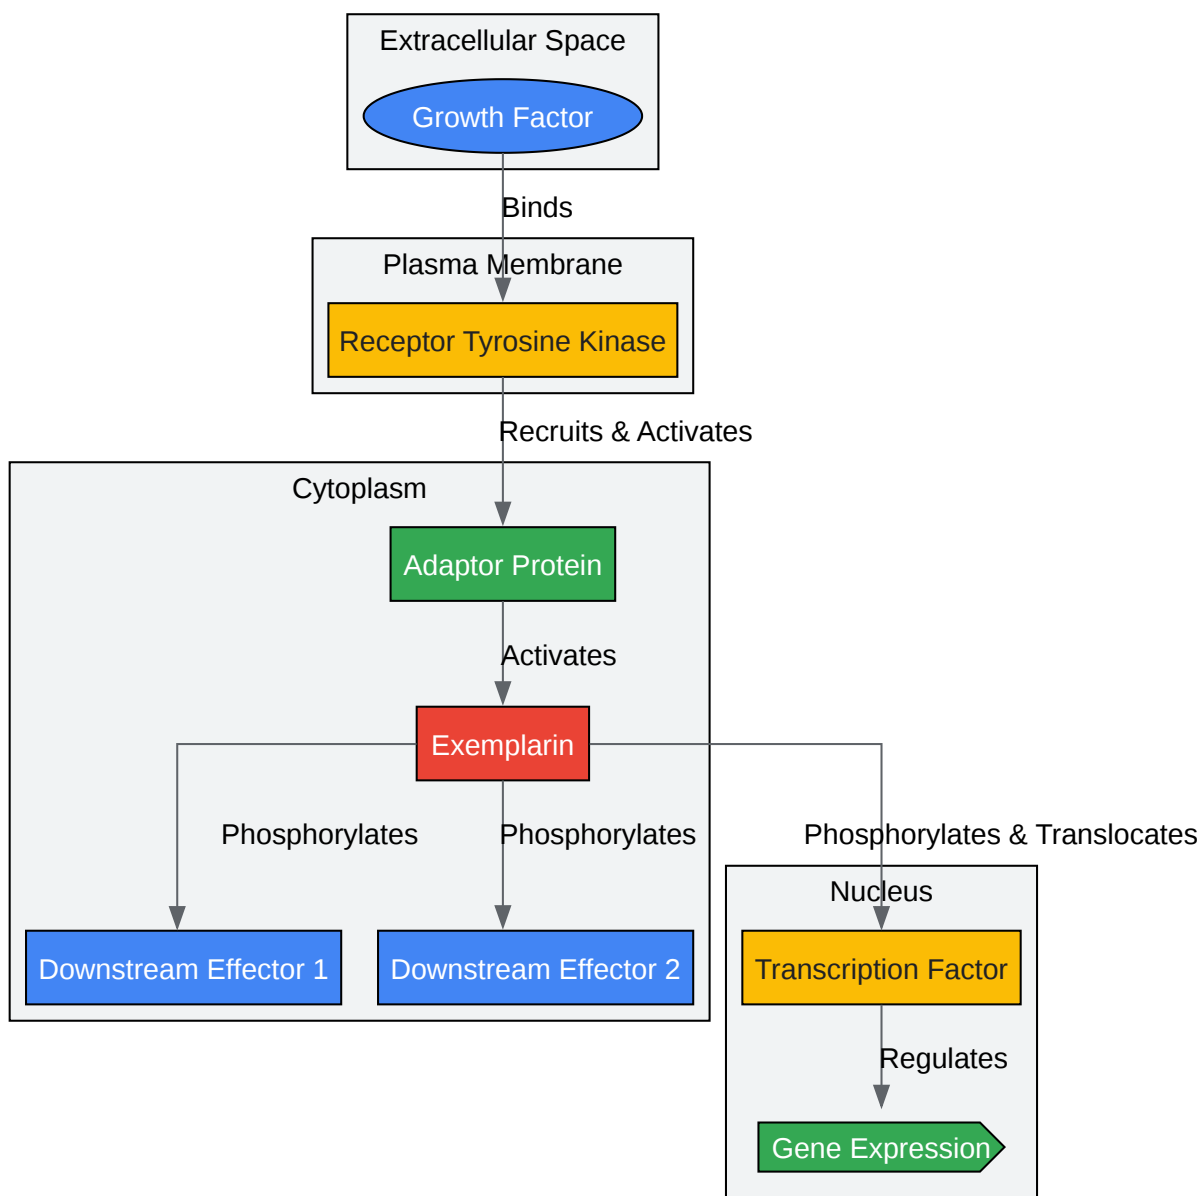 Extracellular Space
Growth Factor
Binds
Plasma Membrane
Receptor Tyrosine Kinase
Recruits & Activates
Cytoplasm
Adaptor Protein
Activates
Exemplarin
Phosphorylates
Phosphorylates
Phosphorylates & Translocates
Nucleus
Downstream Effector 1
Downstream Effector 2
Transcription Factor
Regulates
Gene Expression